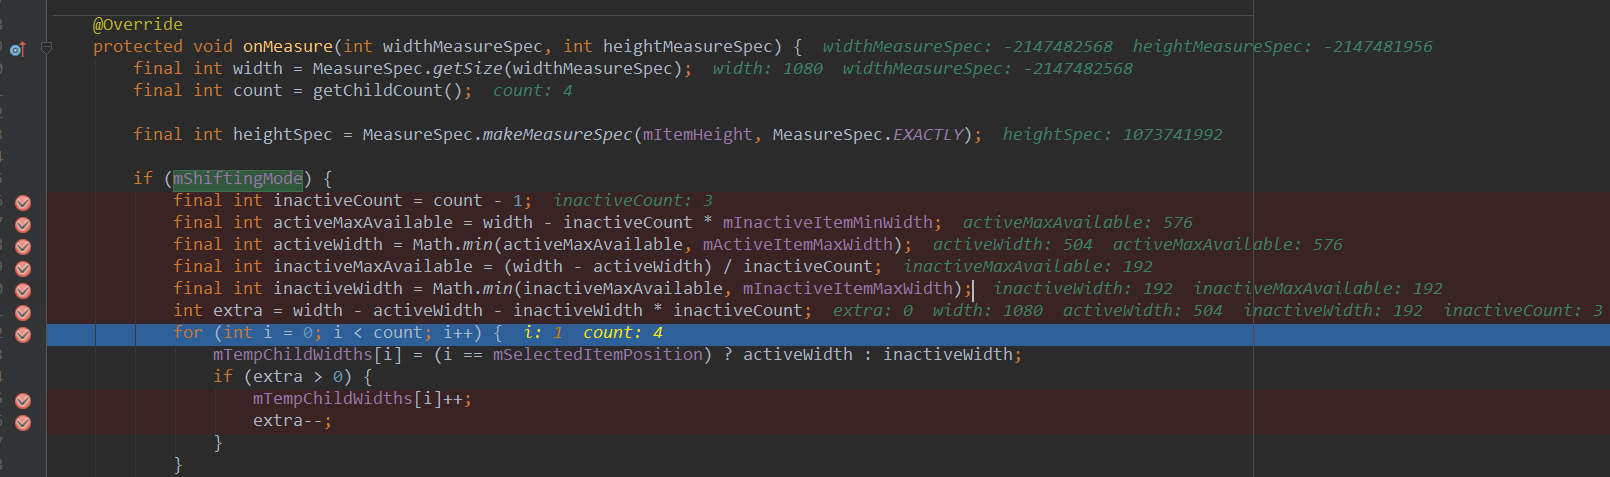 @Override
protected void onMeasure(int widthMeasureSpec, int heightMeasureSpec) {  widthMeasureSpec: -2147482568  heightMeasureSpec: -2147481956
final int width = MeasureSpec.getSize(widthMeasureSpec);  width: 1080  widthMeasureSpec: -2147482568
final int count = getChildCount();  count: 4
final int heightSpec = MeasureSpec.makeMeasureSpec(mItemHeight, MeasureSpec.EXACTLY);  heightSpec: 1073741992
if (mShiftingMode) {
final int inactiveCount = count - 1;  inactiveCount: 3
final int activeMaxAvailable = width - inactiveCount * mInactiveItemMinWidth;  activeMaxAvailable: 576
final int activeWidth = Math.min(activeMaxAvailable, mActiveItemMaxWidth);  activeWidth: 504  activeMaxAvailable: 576
final int inactiveMaxAvailable = (width - activeWidth) / inactiveCount;  inactiveMaxAvailable: 192
final int inactiveWidth = Math.min(inactiveMaxAvailable, mInactiveItemMaxWidth);  inactiveWidth: 192  inactiveMaxAvailable: 192
int extra = width - activeWidth - inactiveWidth * inactiveCount;  extra: 0  width: 1080  activeWidth: 504  inactiveWidth: 192  inactiveCount: 3
for (int i = 0; i < count; i++) {  i: 1  count: 4
mTempChildWidths[i] = (i == mSelectedItemPosition) ? activeWidth : inactiveWidth;
if (extra > 0) {
mTempChildWidths[i]++;
extra--;
}
}